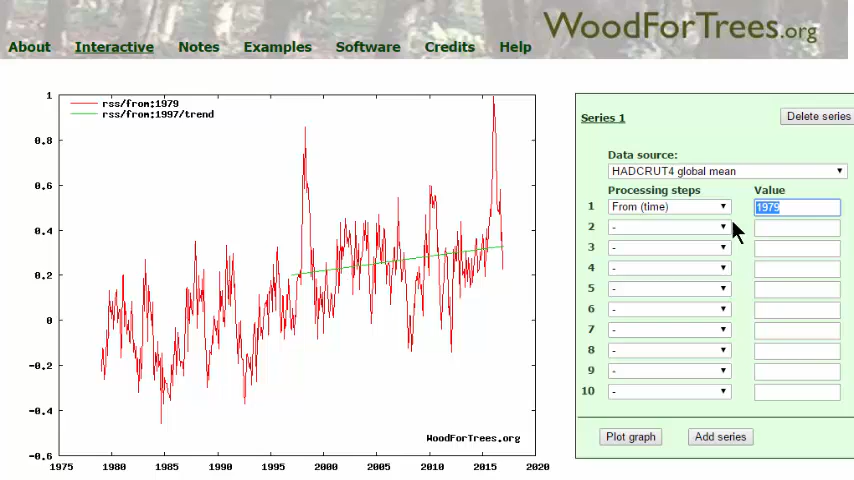 WoodForTrees.org
About Interactive Notes Examples Software Credits Help
rss/from:1979
rss/from:1997/trend
1
0.8
0.6
0.4
0.2
0
-0.2
-0.4
-0.6
1975 1980 1985 1990 1995 2000 2005 2010 2015 2020
WoodForTrees.org
Series 1 Delete series
Data source:
HADCRUT4 global mean
Processing steps Value
1 From (time) 1979
2 -
3 -
4 -
5 -
6 -
7 -
8 -
9 -
10 -
Plot graph Add series